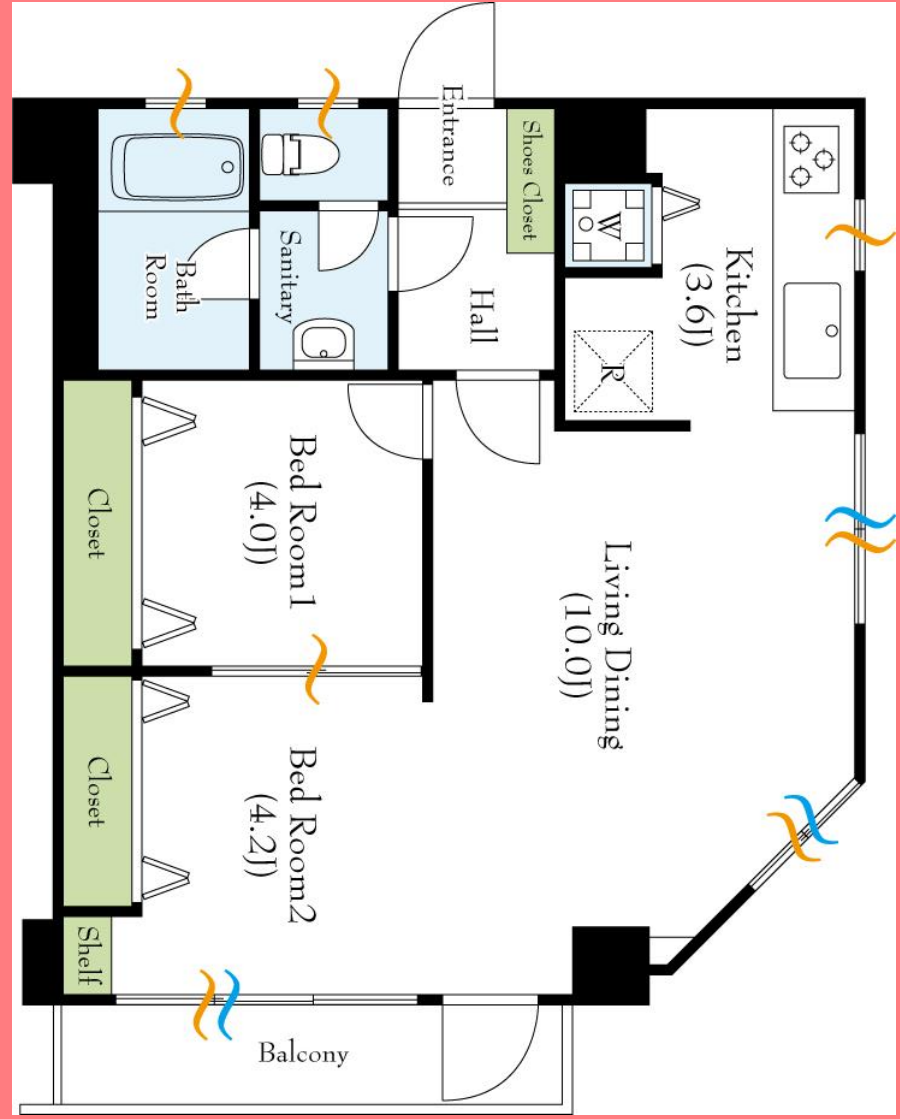 Entrance
Shoes Closet
W
Kitchen
(3.6J)
Bath
Room
Sanitary
Hall
R
Closet
Bed Room1
(4.0J)
Living Dining
(10.0J)
Closet
Bed Room2
(4.2J)
Shelf
Balcony